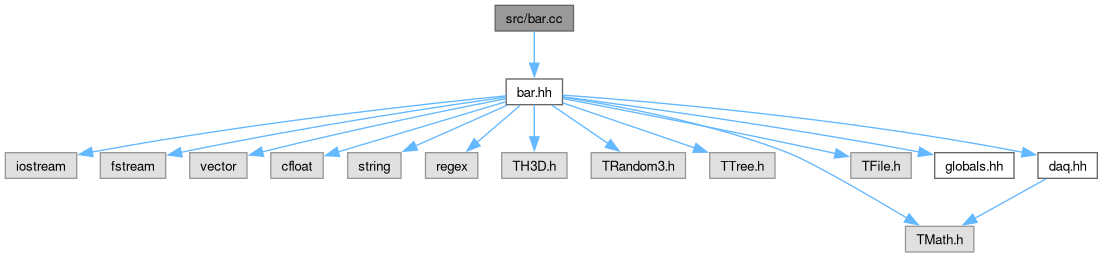 src/bar.cc
bar.hh
iostream
fstream
vector
cfloat
string
regex
TH3D.h
TRandom3.h
TTree.h
TFile.h
globals.hh
daq.hh
TMath.h